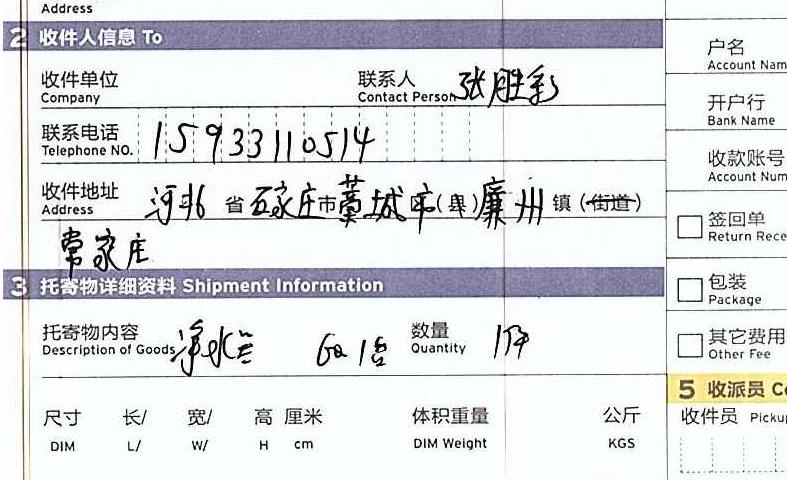 Address
2 收件人信息 To
户名
Account Nam
收件单位 联系人 张胜彩
Company Contact Person
开户行
Bank Name
联系电话 15933110514
Telephone NO.
收款账号
Account Num
收件地址 河北 省 石家庄 市 藁城市 区(县) 廉州 镇 (街道)
Address
签回单
Return Rece
常家庄
3 托寄物详细资料 Shipment Information
包装
Package
托寄物内容 净水 数量 1件
Description of Goods Quantity
其它费用
Other Fee
5 收派员 Co
尺寸 长/ 宽/ 高 厘米 体积重量 公斤
DIM L/ W/ H cm DIM Weight KGS
收件员 Pickup